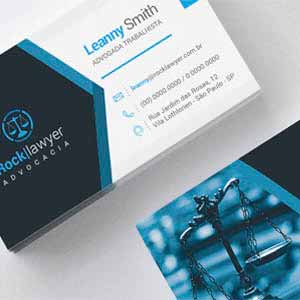 Leanny Smith
ADVOGADA TRABALHISTA
leanny@rocklawyer.com.br
(00) 0000 0000 / 0 0000 0000
Rua Jardim das Rosas, 12
Vila Lothlorien - São Paulo - SP
Rocklawyer
ADVOCACIA